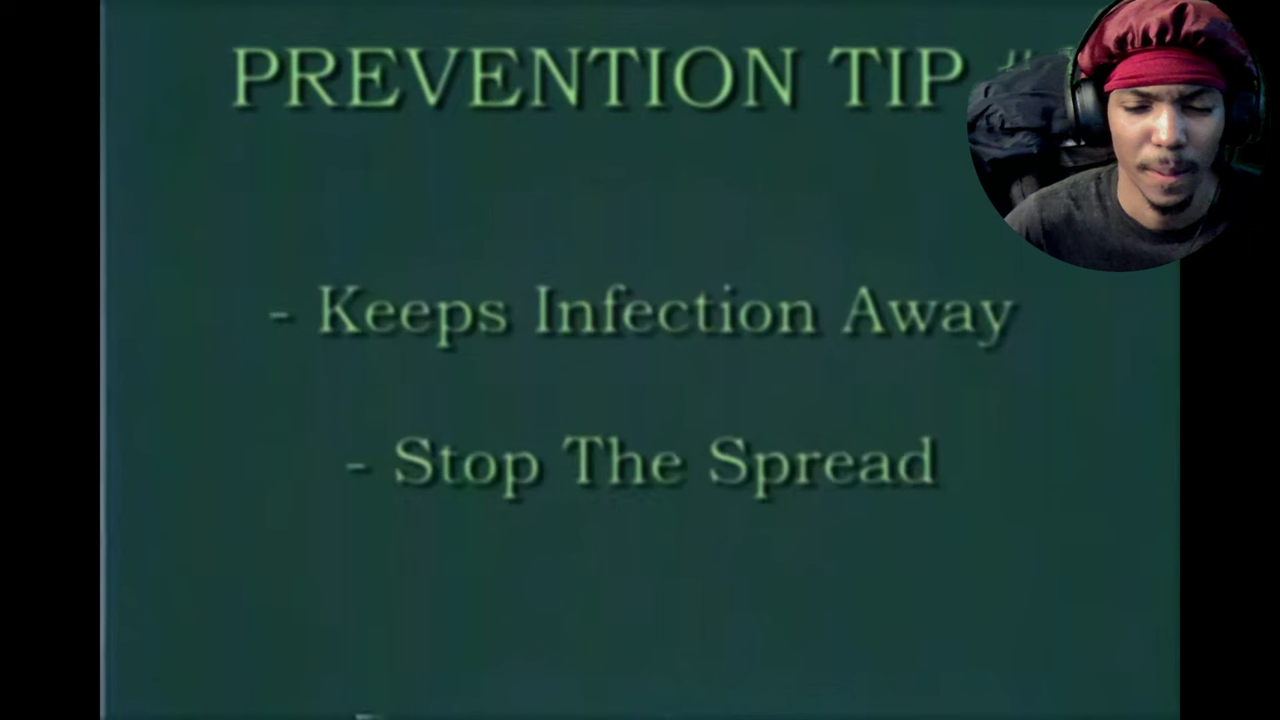 PREVENTION TIP #
- Keeps Infection Away
- Stop The Spread